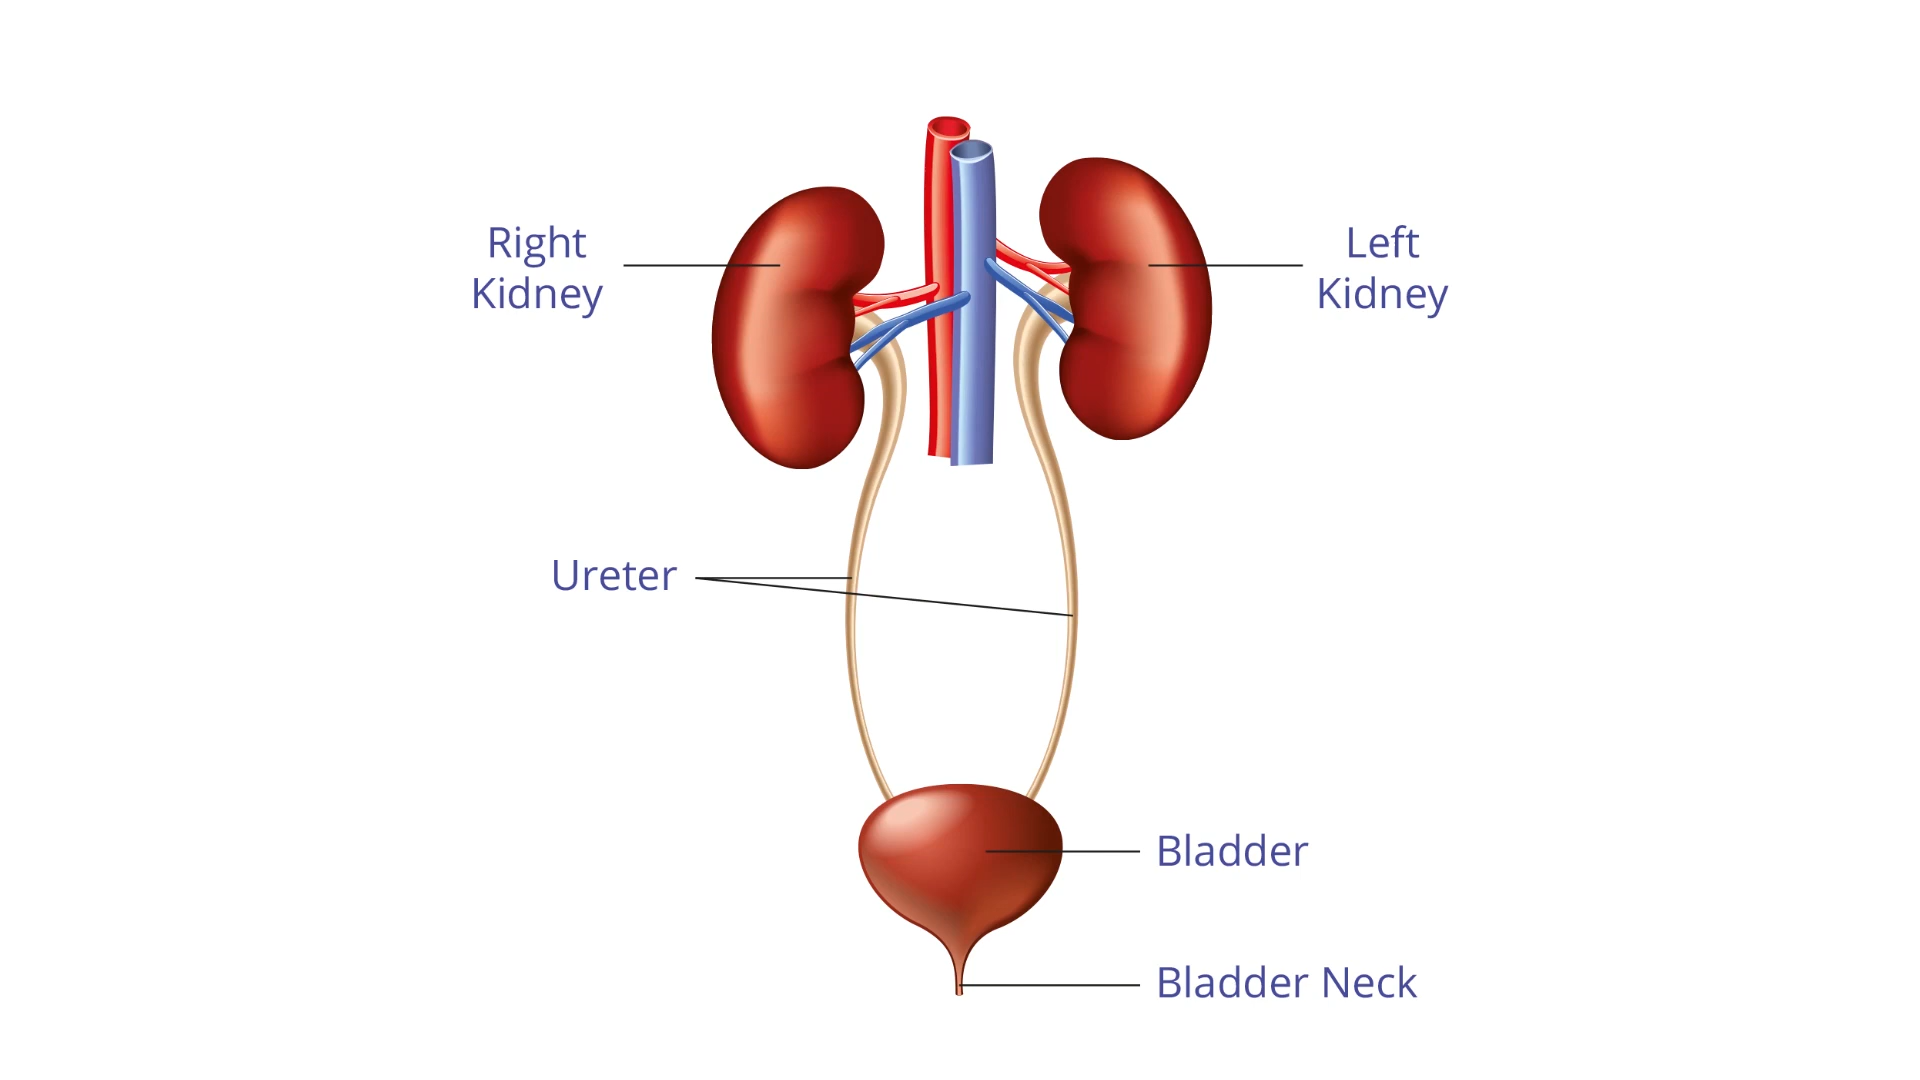 Right
Kidney
Left
Kidney
Ureter
Bladder
Bladder Neck